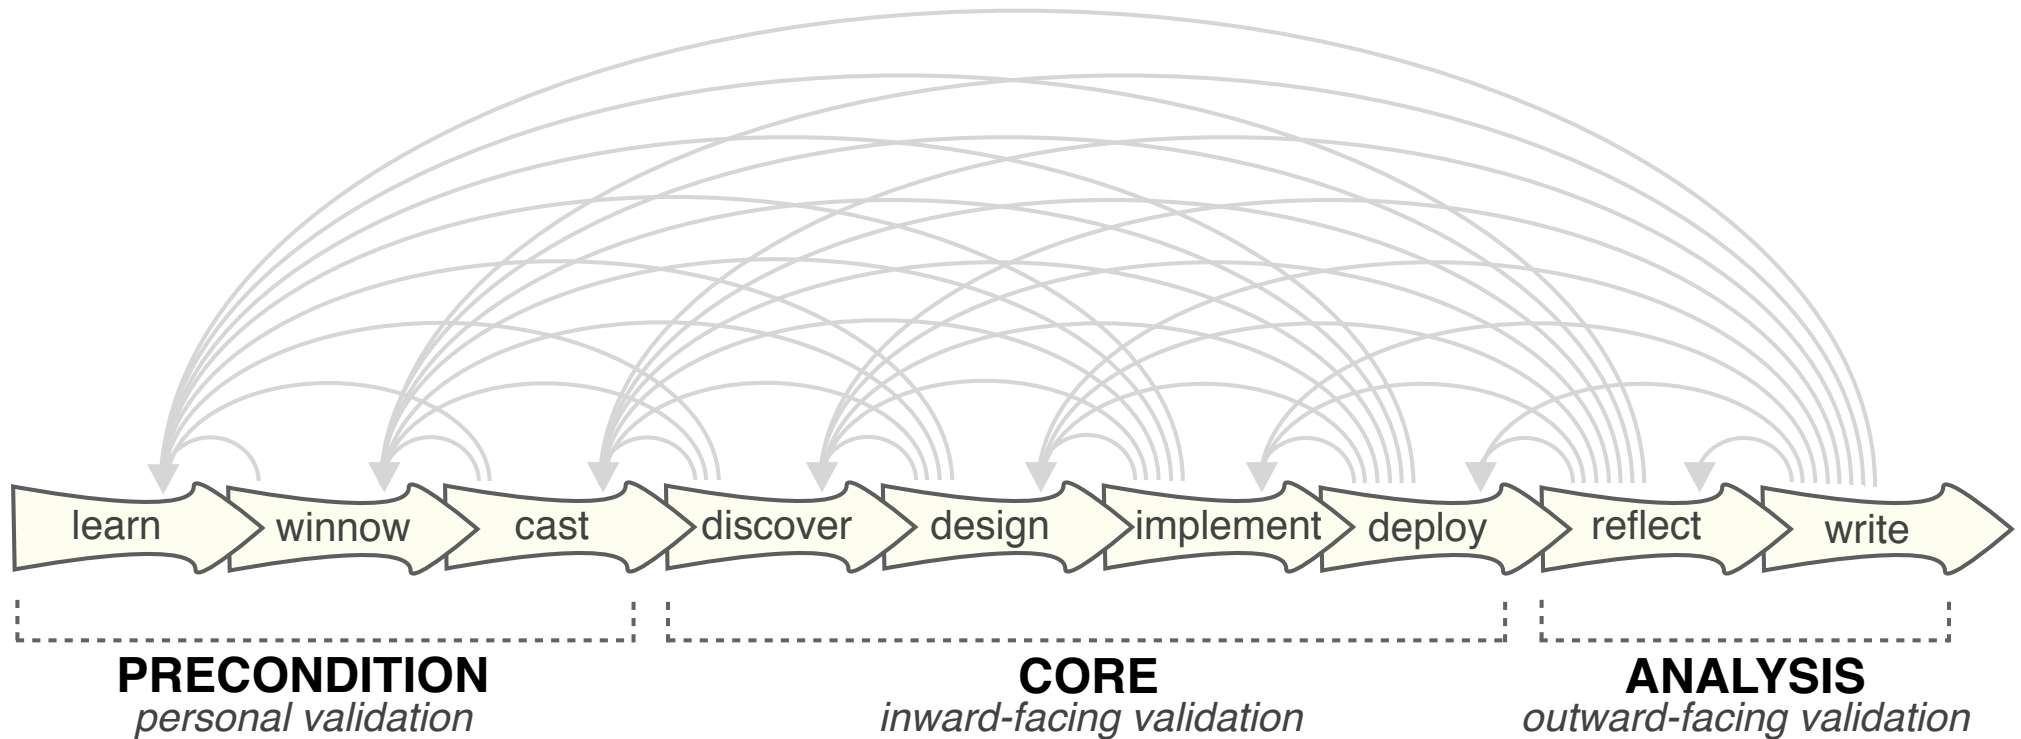 learn
winnow
cast
discover
design
implement
deploy
reflect
write
PRECONDITION
personal validation
CORE
inward-facing validation
ANALYSIS
outward-facing validation